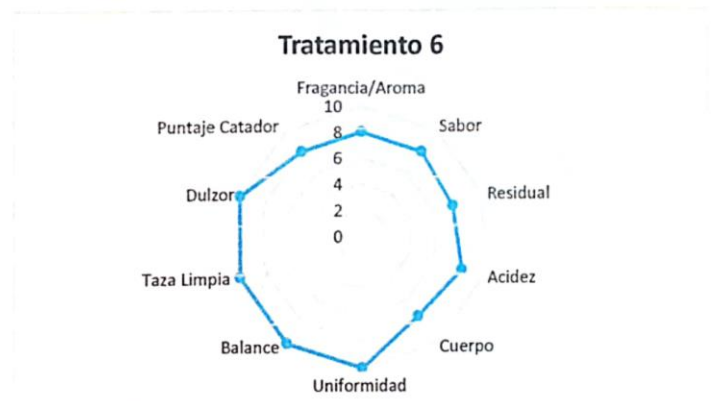 Tratamiento 6
Fragancia/Aroma
10
Puntaje Catador
8
Sabor
6
Dulzor
4
Residual
2
0
Taza Limpia
Acidez
Balance
Cuerpo
Uniformidad